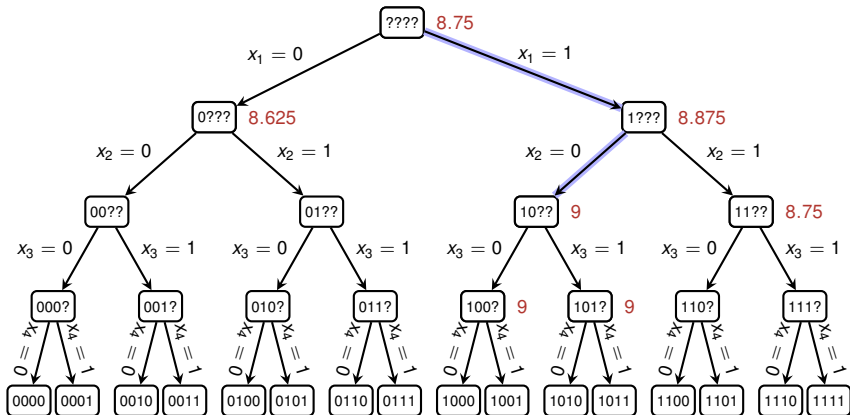 ???? 8.75
x₁ = 0 x₁ = 1
0??? 8.625 1??? 8.875
x₂ = 0 x₂ = 1 x₂ = 0 x₂ = 1
00?? 01?? 10?? 9 11?? 8.75
x₃ = 0 x₃ = 1 x₃ = 0 x₃ = 1 x₃ = 0 x₃ = 1 x₃ = 0 x₃ = 1
000? 001? 010? 011? 100? 9 101? 9 110? 111?
x₄ = 0 x₄ = 1 x₄ = 0 x₄ = 1 x₄ = 0 x₄ = 1 x₄ = 0 x₄ = 1 x₄ = 0 x₄ = 1 x₄ = 0 x₄ = 1 x₄ = 0 x₄ = 1 x₄ = 0 x₄ = 1
0000 0001 0010 0011 0100 0101 0110 0111 1000 1001 1010 1011 1100 1101 1110 1111